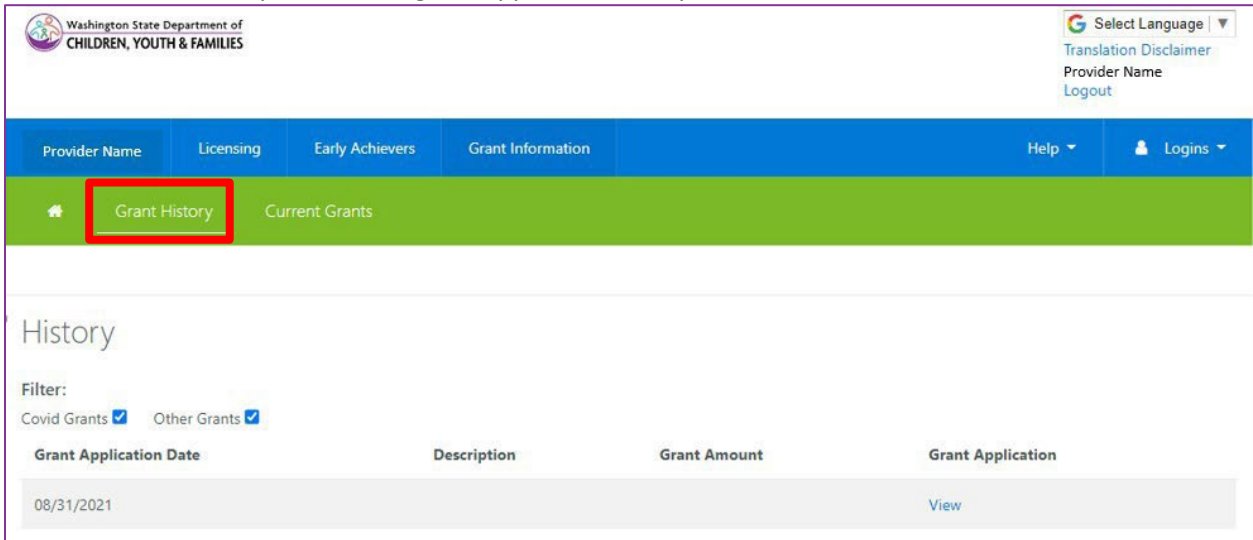 Washington State Department of
CHILDREN, YOUTH & FAMILIES
G Select Language ▼
Translation Disclaimer
Provider Name
Logout
Provider Name Licensing Early Achievers Grant Information Help Logins
Grant History Current Grants
History
Filter:
Covid Grants Other Grants
Grant Application Date Description Grant Amount Grant Application
08/31/2021 View